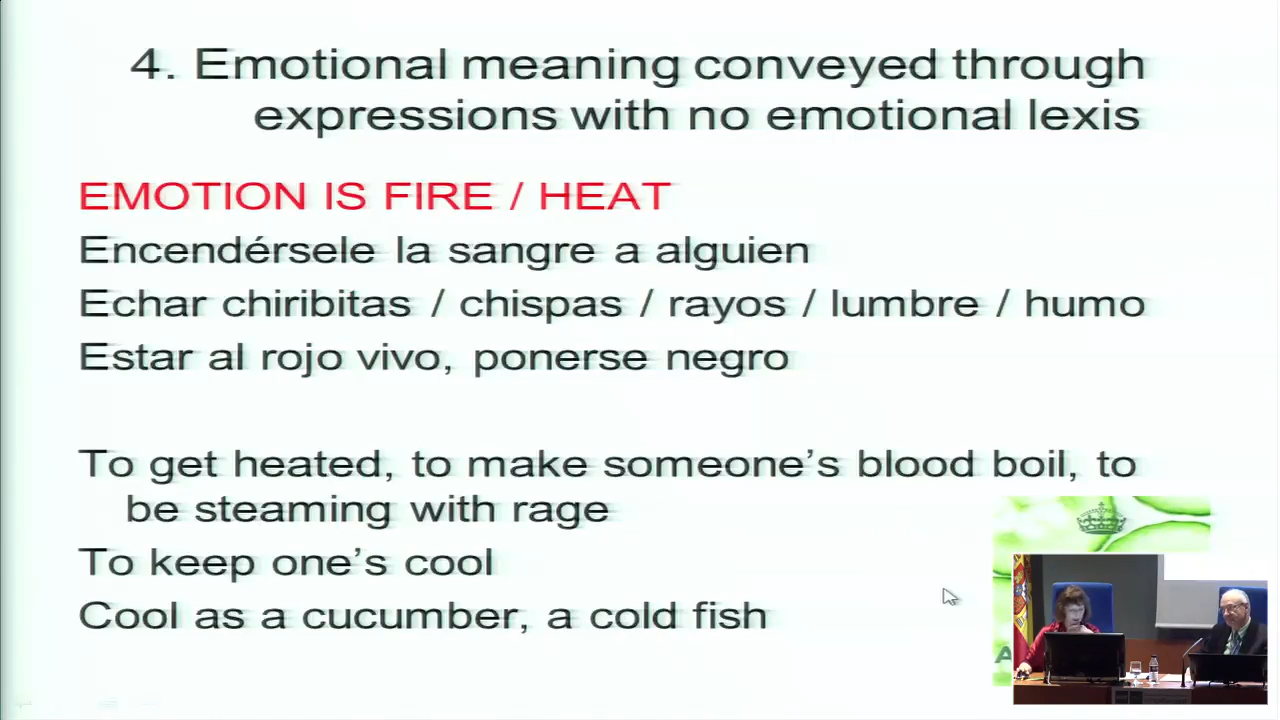 4. Emotional meaning conveyed through
expressions with no emotional lexis
EMOTION IS FIRE / HEAT
Encendérsele la sangre a alguien
Echar chiribitas / chispas / rayos / lumbre / humo
Estar al rojo vivo, ponerse negro
To get heated, to make someone’s blood boil, to
be steaming with rage
To keep one’s cool
Cool as a cucumber, a cold fish